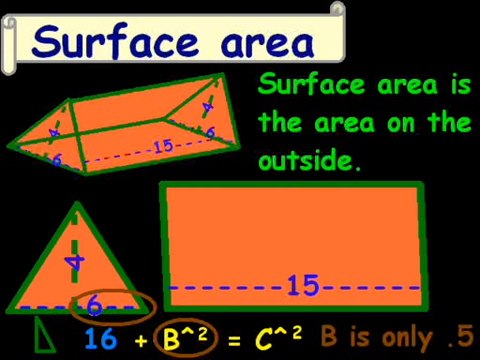 Surface area
Surface area is
the area on the
outside.
4
6
15
4
6
4
6
15
16 + B^2 = C^2 B is only .5